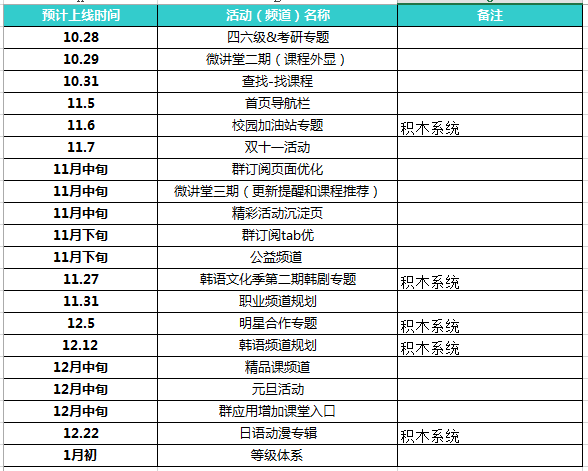 预计上线时间 活动（频道）名称 备注
10.28 四六级&考研专题
10.29 微讲堂二期（课程外显）
10.31 查找-找课程
11.5 首页导航栏
11.6 校园加油站专题 积木系统
11.7 双十一活动
11月中旬 群订阅页面优化
11月中旬 微讲堂三期（更新提醒和课程推荐）
11月中旬 精彩活动沉淀页
11月下旬 群订阅tab优
11月下旬 公益频道
11.27 韩语文化季第二期韩剧专题 积木系统
11.31 职业频道规划
12.5 明星合作专题 积木系统
12.12 韩语频道规划 积木系统
12月中旬 精品课频道
12月中旬 元旦活动
12月中旬 群应用增加课堂入口
12.22 日语动漫专辑 积木系统
1月初 等级体系